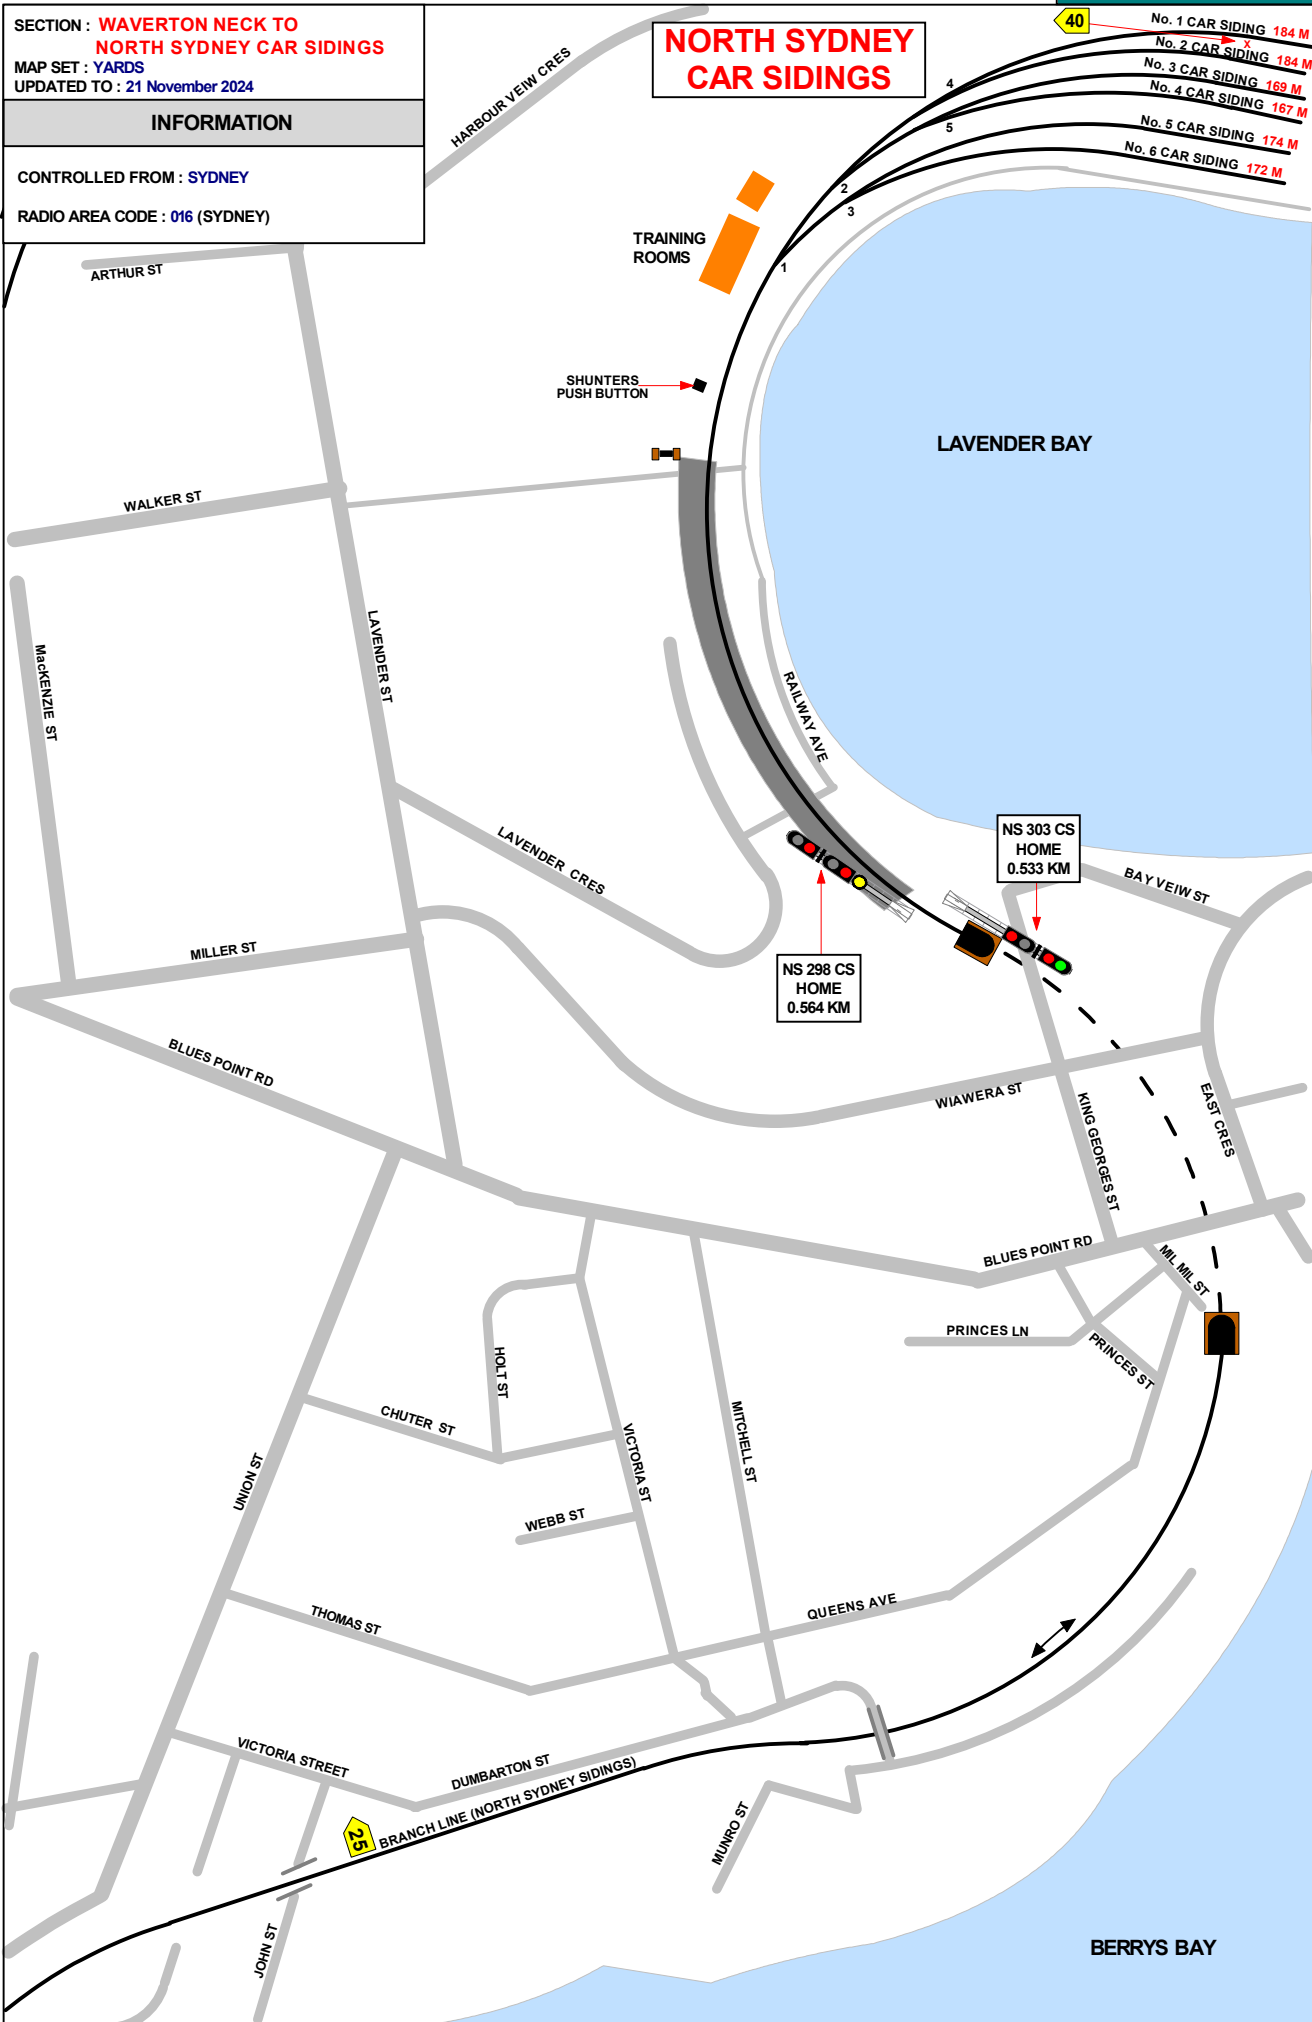 SECTION : WAVERTON NECK TO
NORTH SYDNEY CAR SIDINGS
MAP SET : YARDS
UPDATED TO : 21 November 2024
INFORMATION
CONTROLLED FROM : SYDNEY
RADIO AREA CODE : 016 (SYDNEY)
NORTH SYDNEY
CAR SIDINGS
40
No. 1 CAR SIDING 184 M
x
No. 2 CAR SIDING 184 M
No. 3 CAR SIDING 169 M
No. 4 CAR SIDING 167 M
No. 5 CAR SIDING 174 M
No. 6 CAR SIDING 172 M
4
5
2
3
1
HARBOUR VEIW CRES
TRAINING
ROOMS
ARTHUR ST
SHUNTERS
PUSH BUTTON
LAVENDER BAY
WALKER ST
MacKENZIE ST
LAVENDER ST
RAILWAY AVE
LAVENDER CRES
NS 303 CS
HOME
0.533 KM
BAY VEIW ST
MILLER ST
NS 298 CS
HOME
0.564 KM
BLUES POINT RD
WIAWERA ST
KING GEORGES ST
EAST CRES
BLUES POINT RD
MIL MIL ST
PRINCES LN
PRINCES ST
HOLT ST
CHUTER ST
VICTORIA ST
MITCHELL ST
UNION ST
WEBB ST
THOMAS ST
QUEENS AVE
VICTORIA STREET
DUMBARTON ST
25
BRANCH LINE (NORTH SYDNEY SIDINGS)
MUNRO ST
JOHN ST
BERRYS BAY